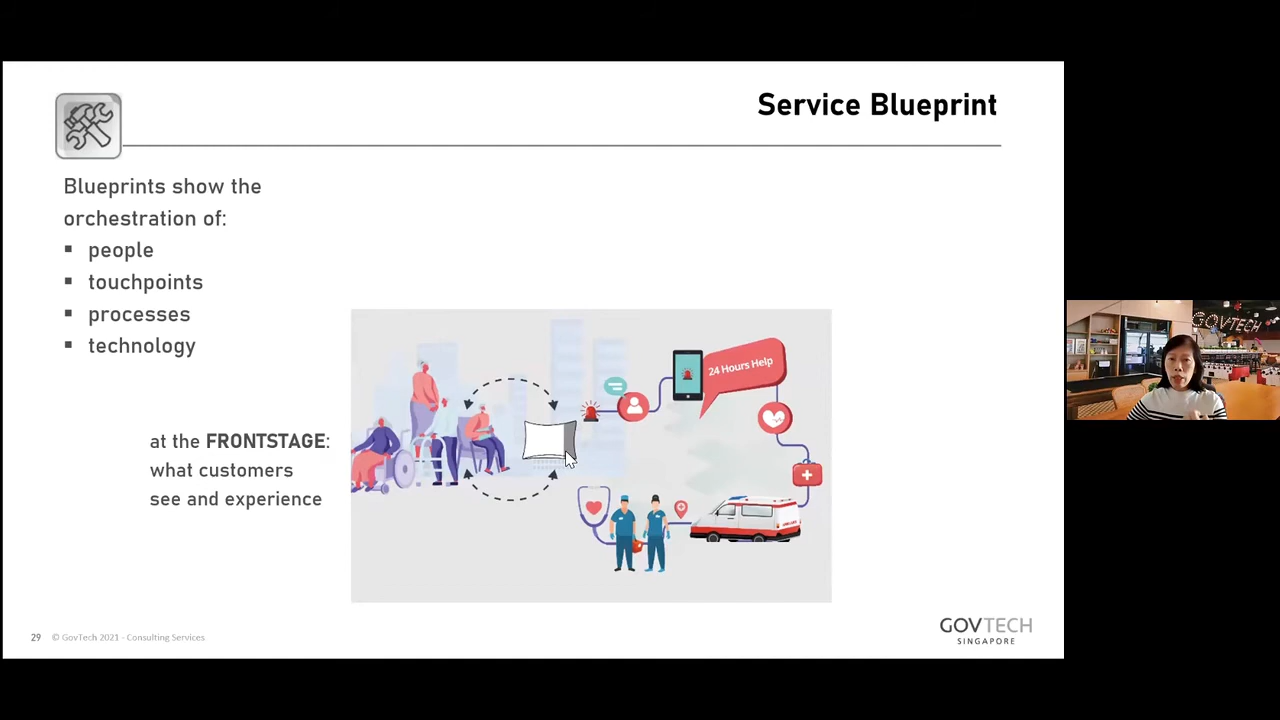 Service Blueprint
Blueprints show the
orchestration of:
▪ people
▪ touchpoints
▪ processes
▪ technology
at the FRONTSTAGE:
what customers
see and experience
24 Hours Help
29 © GovTech 2021 - Consulting Services
GOVTECH
SINGAPORE
GOVTECH